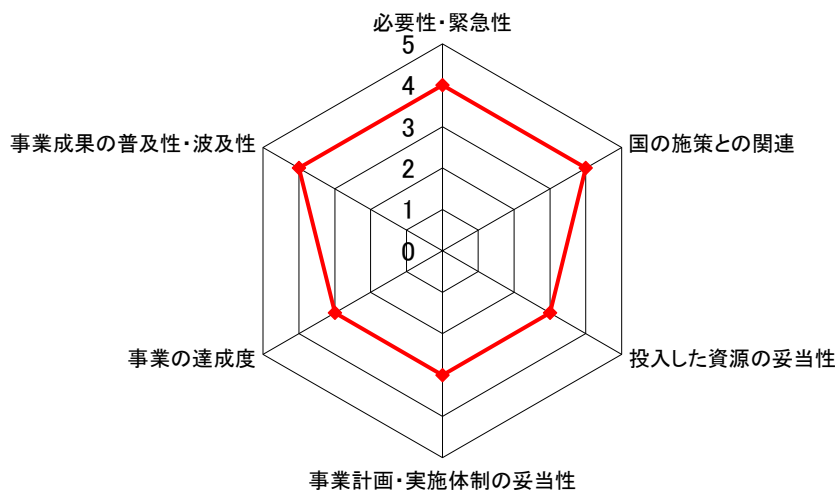 必要性・緊急性
5
4
3
2
1
0
国の施策との関連
投入した資源の妥当性
事業計画・実施体制の妥当性
事業の達成度
事業成果の普及性・波及性